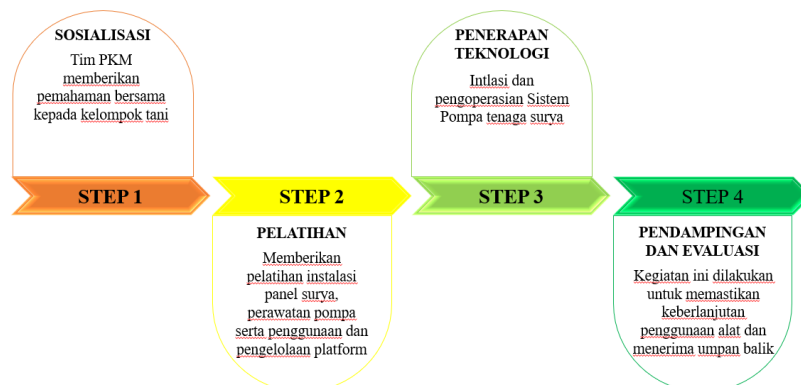 SOSIALISASI
Tim PKM
memberikan
pemahaman bersama
kepada kelompok tani
STEP 1
STEP 2
PELATIHAN
Memberikan
pelatihan instalasi
panel surya,
perawatan pompa
serta penggunaan dan
pengelolaan platform
PENERAPAN
TEKNOLOGI
Intlasi dan
pengoperasian Sistem
Pompa tenaga surya
STEP 3
STEP 4
PENDAMPINGAN
DAN EVALUASI
Kegiatan ini dilakukan
untuk memastikan
keberlanjutan
penggunaan alat dan
menerima umpan balik